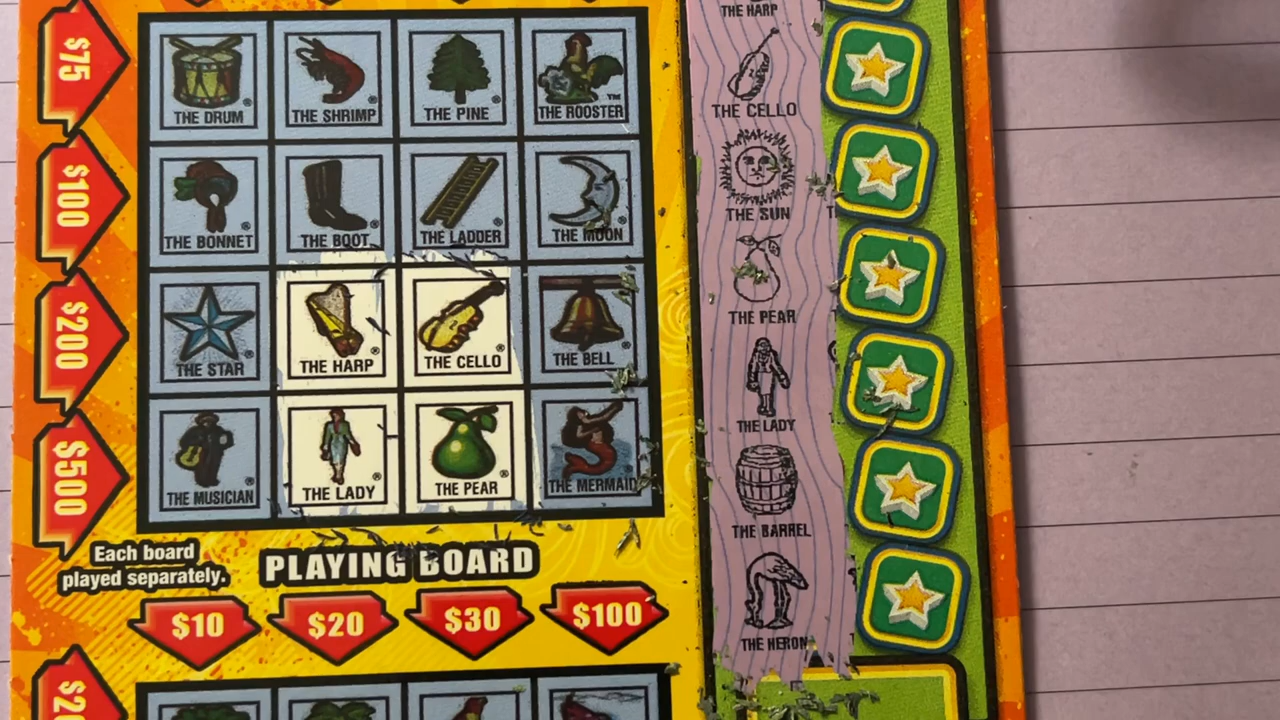 $75
THE DRUM ® THE SHRIMP ® THE PINE ® THE ROOSTER ™
$100
THE BONNET ® THE BOOT ® THE LADDER ® THE MOON ®
$200
THE STAR ® THE HARP ® THE CELLO ® THE BELL ®
$500
THE MUSICIAN ® THE LADY ® THE PEAR ® THE MERMAID ®
Each board
played separately.
PLAYING BOARD
$10 $20 $30 $100
THE HARP
THE CELLO
THE SUN
THE PEAR
THE LADY
THE BARREL
THE HERON